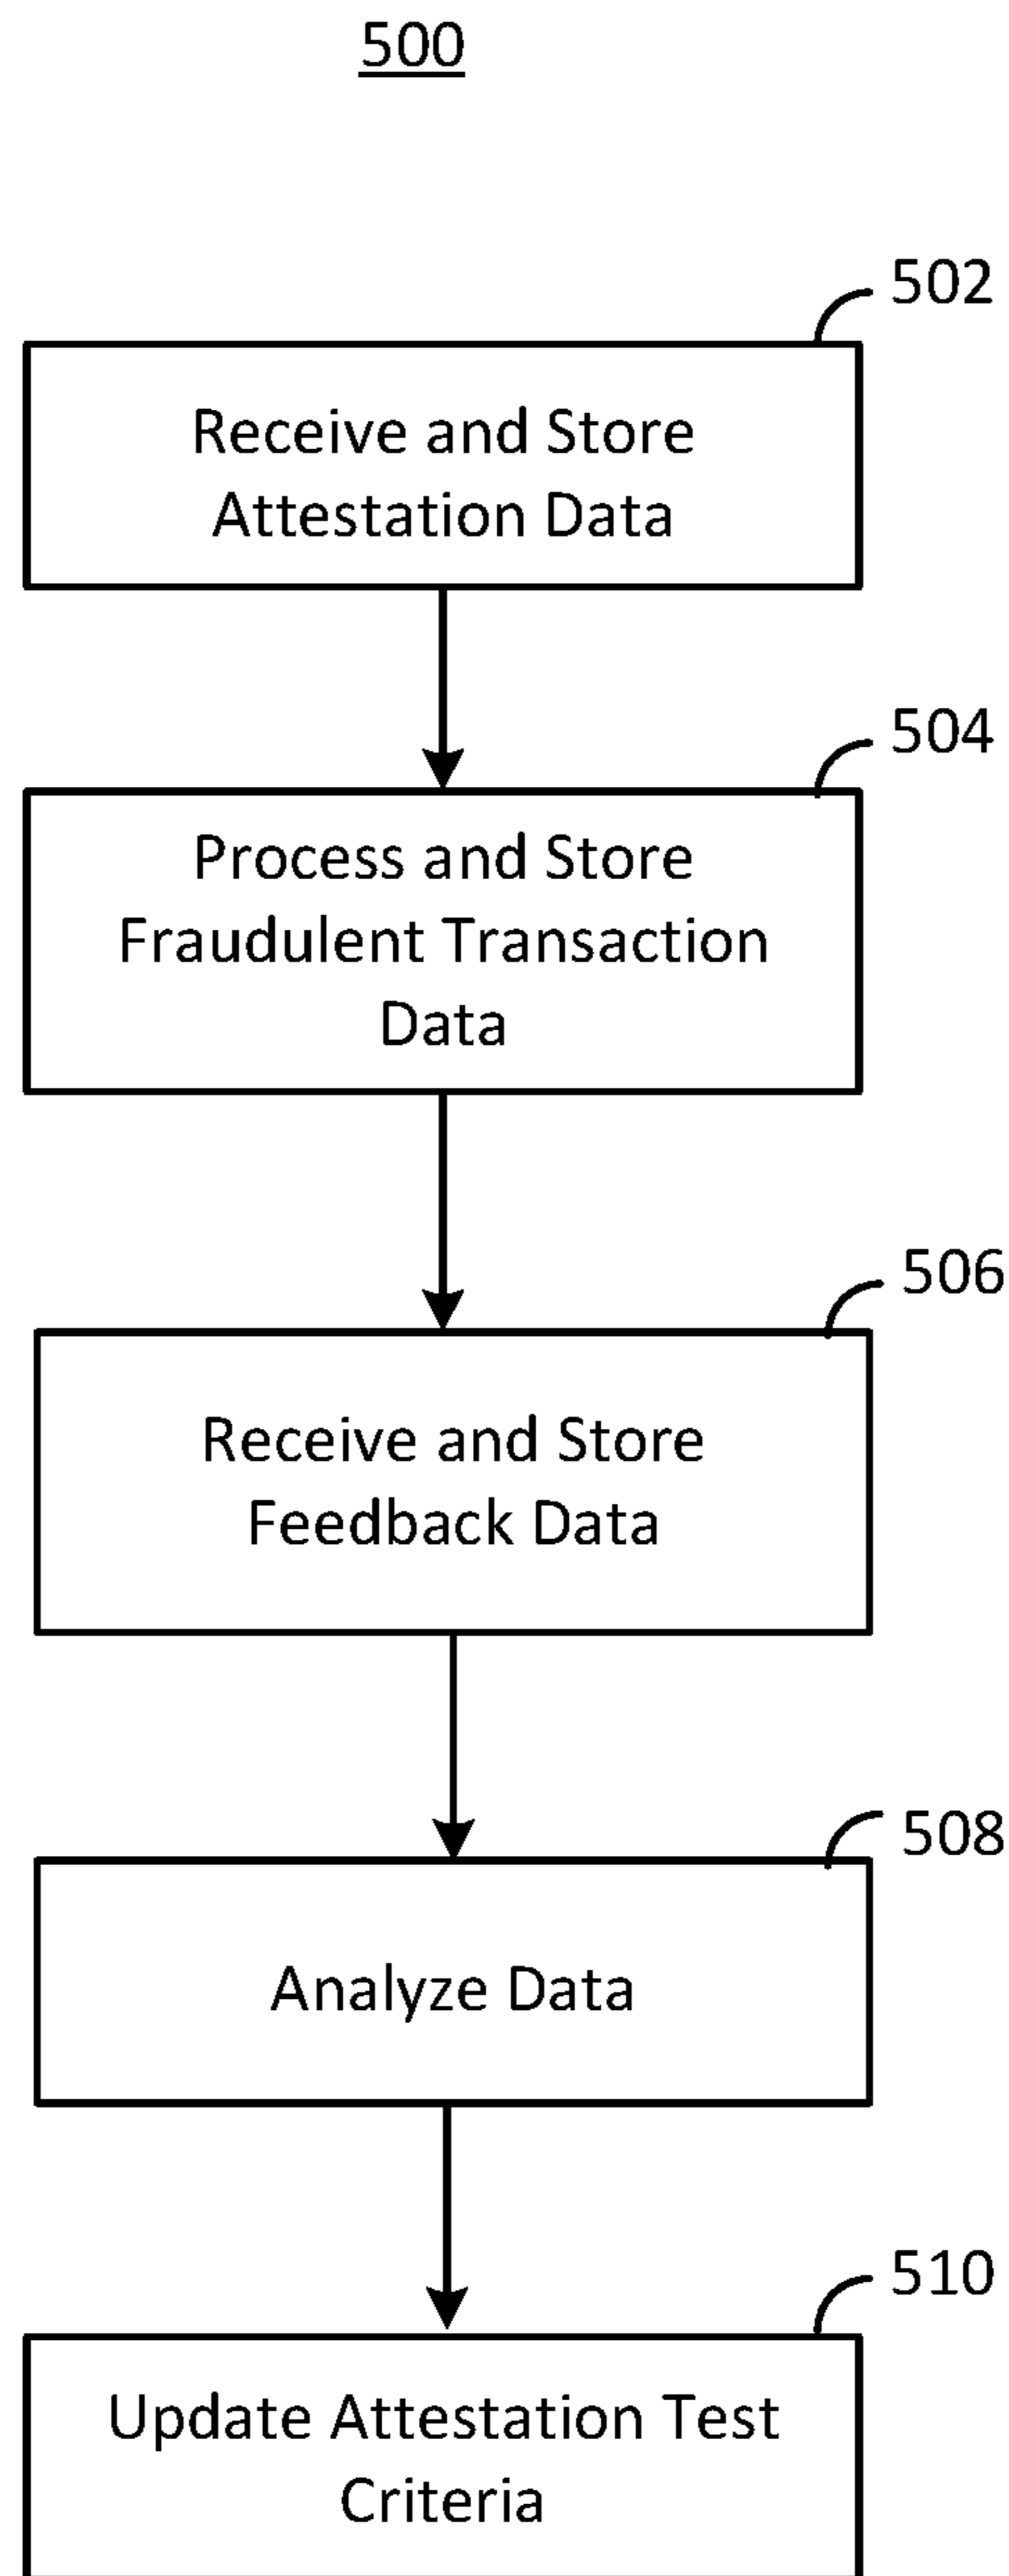 500
502
Receive and Store
Attestation Data
504
Process and Store
Fraudulent Transaction
Data
506
Receive and Store
Feedback Data
508
Analyze Data
510
Update Attestation Test
Criteria